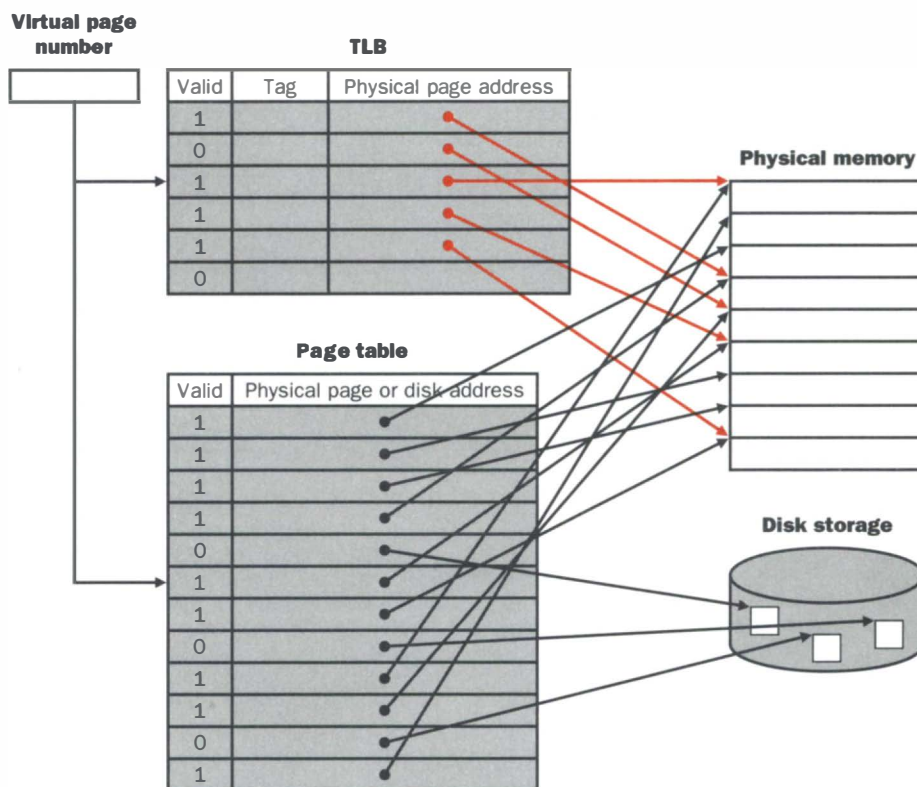 Virtual page
number
TLB
Valid Tag Physical page address
1
0
1
1
1
0
Physical memory
Page table
Valid Physical page or disk address
1
1
1
1
0
1
1
0
1
1
0
1
Disk storage